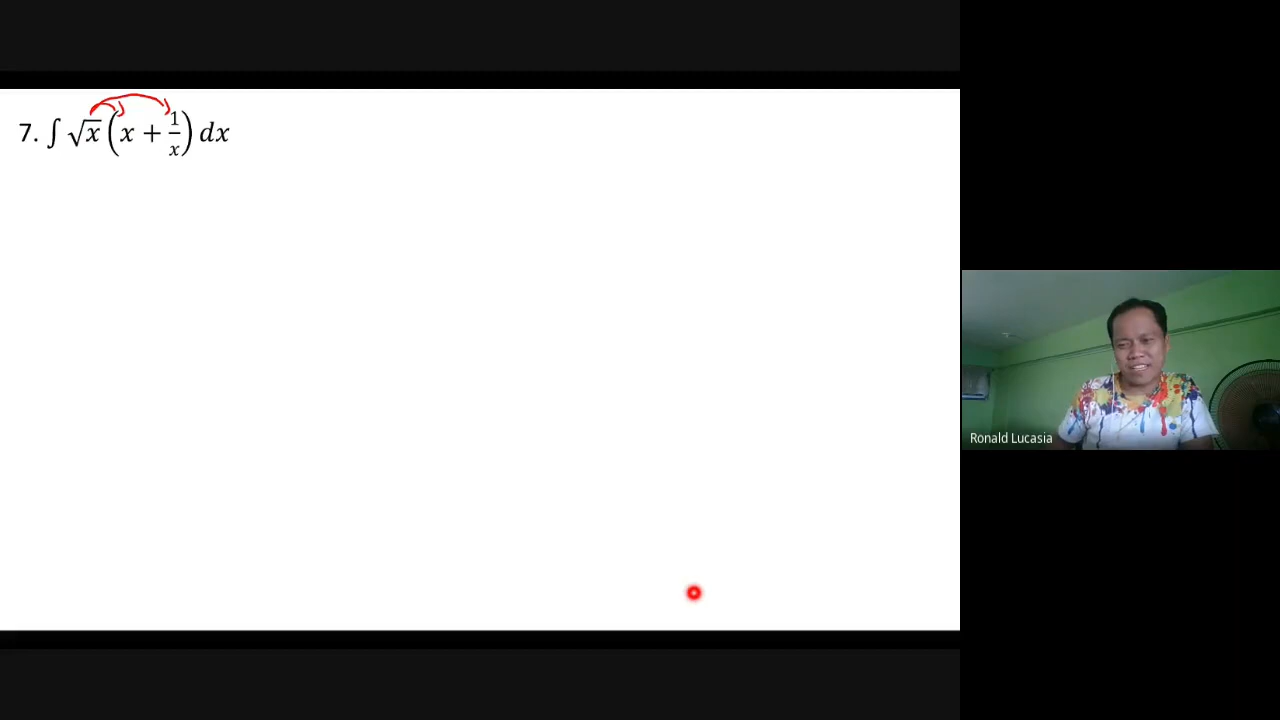 7. ∫ √x (x + 1/x) dx
Ronald Lucasia